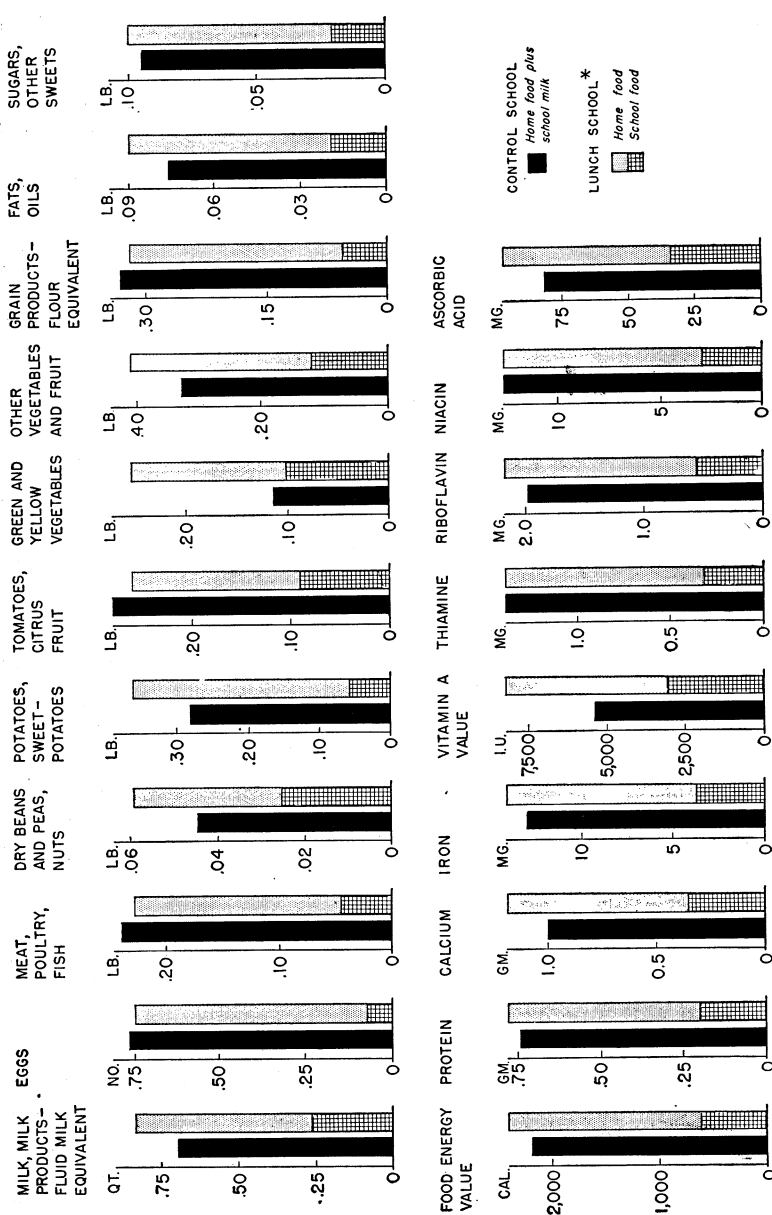 MILK, MILK
PRODUCTS–
FLUID MILK
EQUIVALENT
QT.
.75
.50
.25
0
EGGS
NO.
.75
.50
.25
0
MEAT,
POULTRY,
FISH
LB.
.20
.10
0
DRY BEANS
AND PEAS,
NUTS
LB.
.06
.04
.02
0
POTATOES,
SWEET–
POTATOES
LB.
.30
.20
.10
0
TOMATOES,
CITRUS
FRUIT
LB.
.20
.10
0
GREEN AND
YELLOW
VEGETABLES
LB.
.20
.10
0
OTHER
VEGETABLES
AND FRUIT
LB.
.40
.20
0
GRAIN
PRODUCTS–
FLOUR
EQUIVALENT
LB.
.30
.15
0
FATS,
OILS
LB.
.09
.06
.03
0
SUGARS,
OTHER
SWEETS
LB.
.10
.05
0
FOOD ENERGY
VALUE
CAL.
2,000
1,000
0
PROTEIN
GM.
.75
.50
.25
0
CALCIUM
GM.
1.0
0.5
0
IRON
MG.
10
5
0
VITAMIN A
VALUE
I.U.
7,500
5,000
2,500
0
THIAMINE
MG.
1.0
0.5
0
RIBOFLAVIN
MG.
2.0
1.0
0
NIACIN
MG.
10
5
0
ASCORBIC
ACID
MG.
75
50
25
0
CONTROL SCHOOL
Home food plus
school milk
LUNCH SCHOOL*
Home food
School food